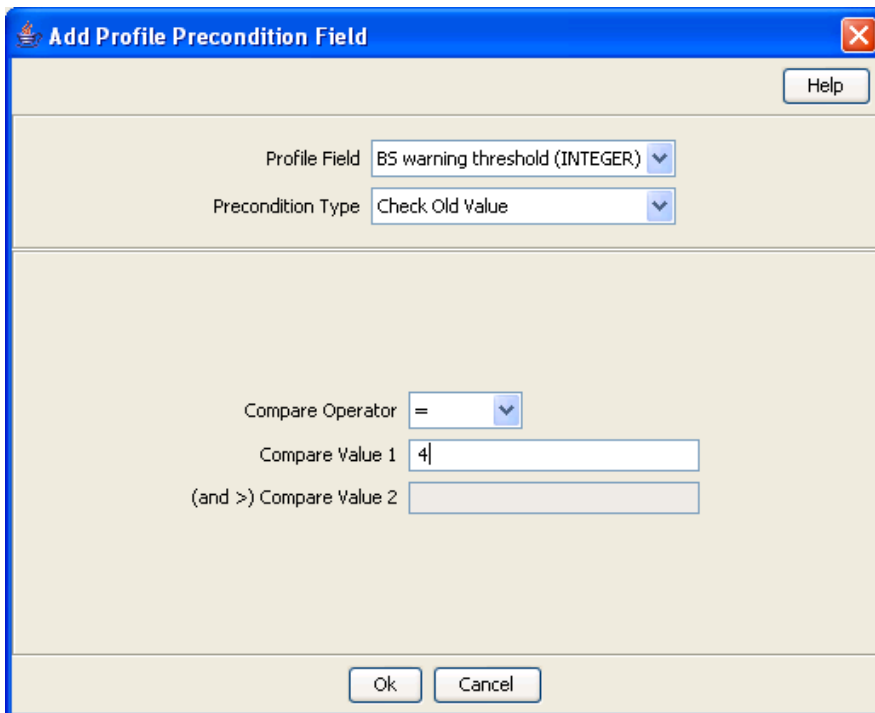 Add Profile Precondition Field
Help
Profile Field BS warning threshold (INTEGER)
Precondition Type Check Old Value
Compare Operator =
Compare Value 1 4
(and >) Compare Value 2
Ok Cancel